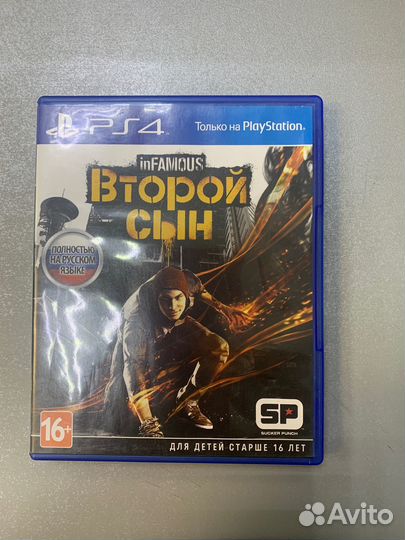 PS4
Только на PlayStation
inFAMOUS
Второй
сын
ПОЛНОСТЬЮ
НА РУССКОМ
ЯЗЫКЕ
16+
SP
SUCKER PUNCH
ДЛЯ ДЕТЕЙ СТАРШЕ 16 ЛЕТ
Avito